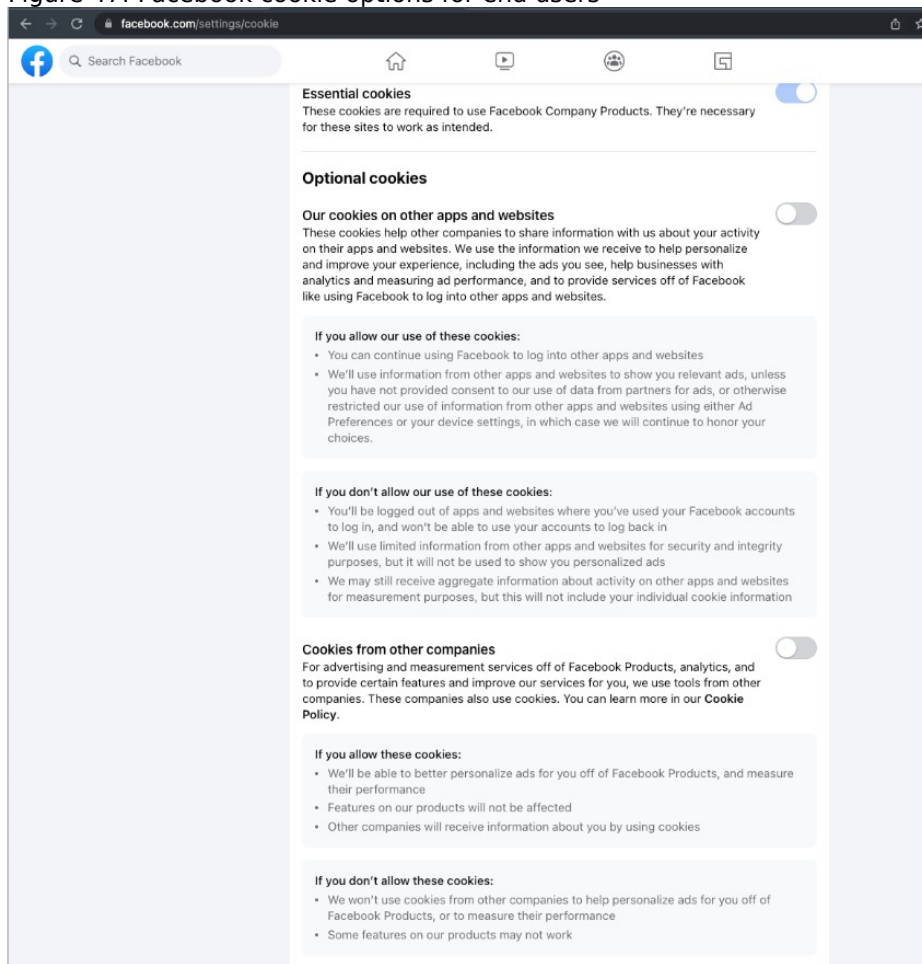 Figure 47: Facebook cookie options for end-users
facebook.com/settings/cookie
Search Facebook
Essential cookies
These cookies are required to use Facebook Company Products. They're necessary
for these sites to work as intended.
Optional cookies
Our cookies on other apps and websites
These cookies help other companies to share information with us about your activity
on their apps and websites. We use the information we receive to help personalize
and improve your experience, including the ads you see, help businesses with
analytics and measuring ad performance, and to provide services off of Facebook
like using Facebook to log into other apps and websites.
If you allow our use of these cookies:
• You can continue using Facebook to log into other apps and websites
• We'll use information from other apps and websites to show you relevant ads, unless
you have not provided consent to our use of data from partners for ads, or otherwise
restricted our use of information from other apps and websites using either Ad
Preferences or your device settings, in which case we will continue to honor your
choices.
If you don't allow our use of these cookies:
• You'll be logged out of apps and websites where you've used your Facebook accounts
to log in, and won't be able to use your accounts to log back in
• We'll use limited information from other apps and websites for security and integrity
purposes, but it will not be used to show you personalized ads
• We may still receive aggregate information about activity on other apps and websites
for measurement purposes, but this will not include your individual cookie information
Cookies from other companies
For advertising and measurement services off of Facebook Products, analytics, and
to provide certain features and improve our services for you, we use tools from other
companies. These companies also use cookies. You can learn more in our Cookie
Policy.
If you allow these cookies:
• We'll be able to better personalize ads for you off of Facebook Products, and measure
their performance
• Features on our products will not be affected
• Other companies will receive information about you by using cookies
If you don't allow these cookies:
• We won't use cookies from other companies to help personalize ads for you off of
Facebook Products, or to measure their performance
• Some features on our products may not work